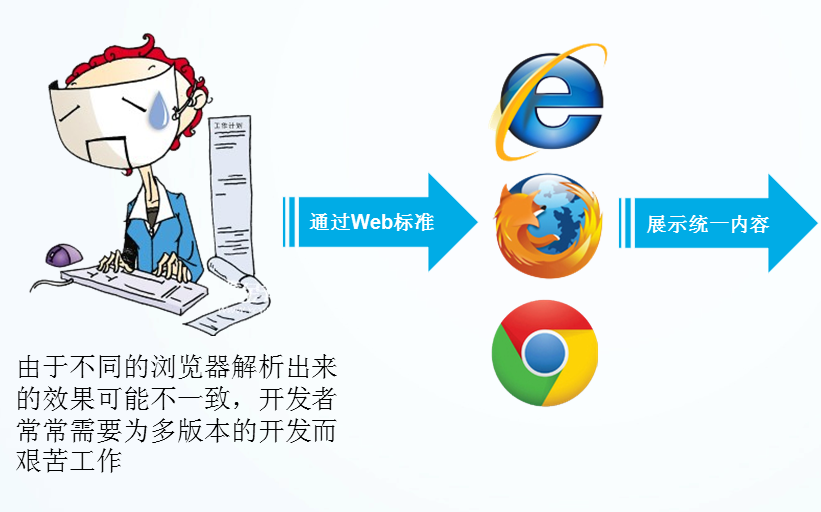 工作计划
通过Web标准
展示统一内容
由于不同的浏览器解析出来
的效果可能不一致，开发者
常常需要为多版本的开发而
艰苦工作